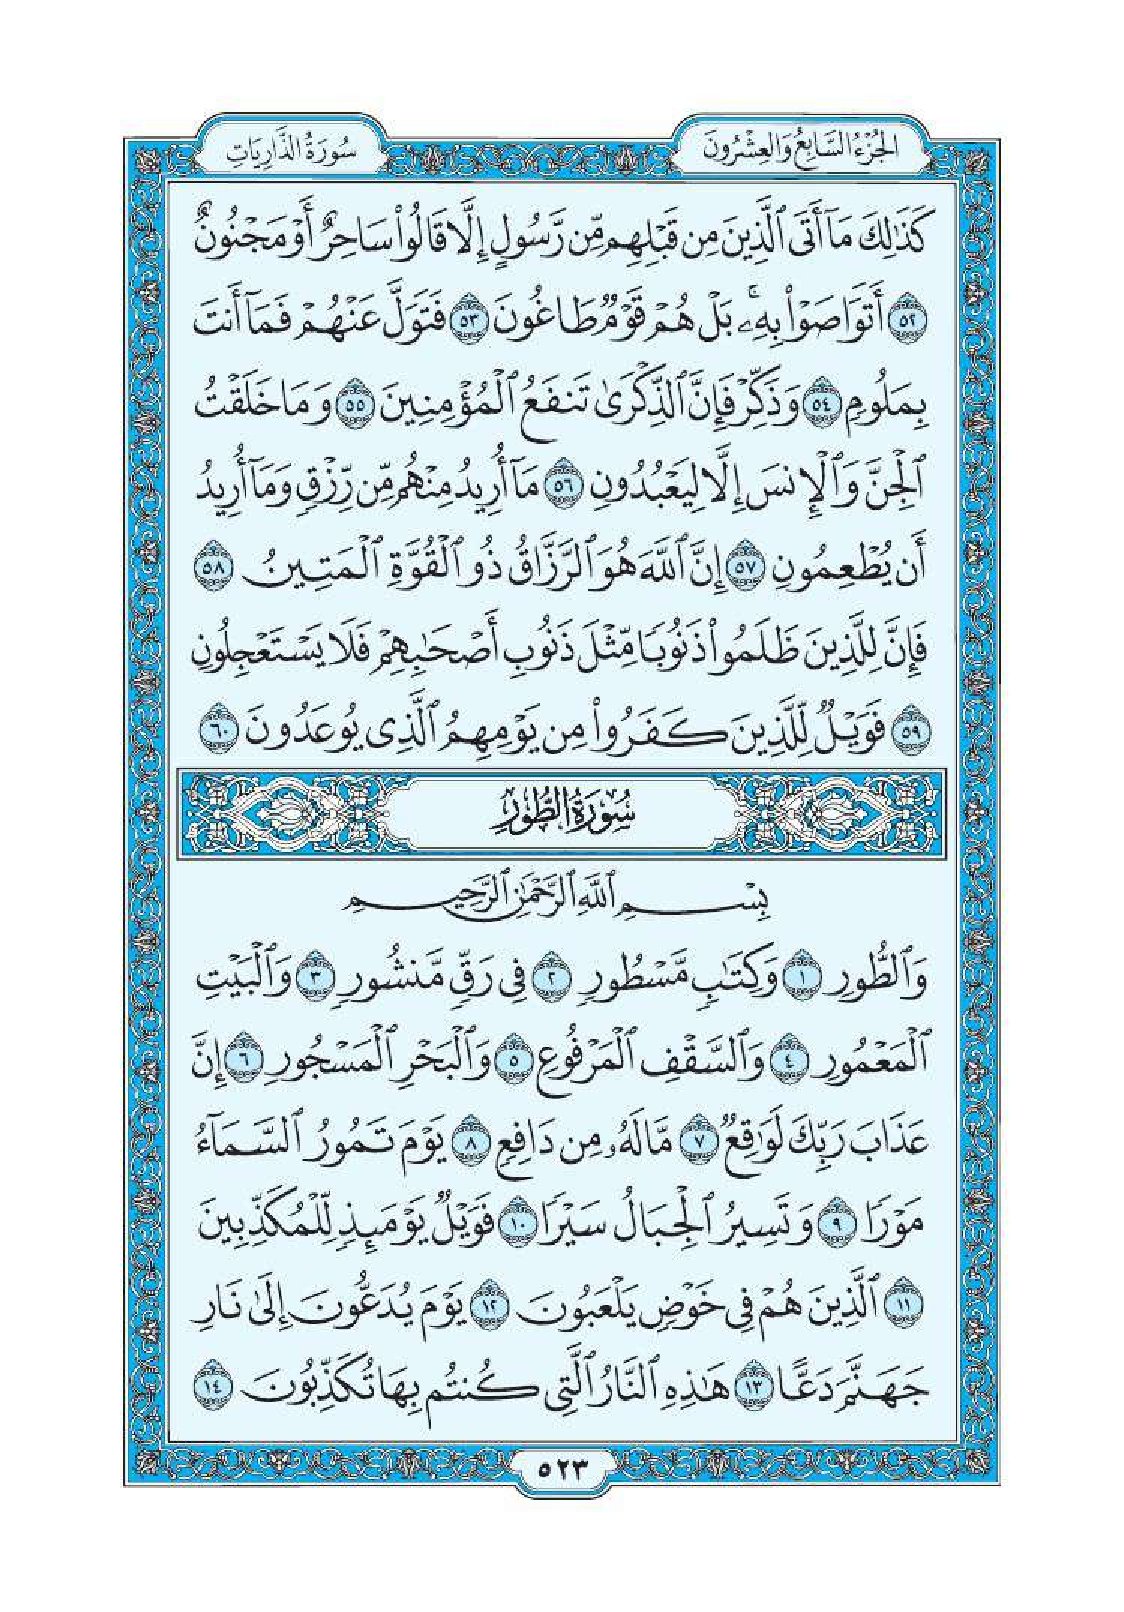 الجُزْءُ السَّابِعُ وَالعِشْرُونَ
سُورَةُ الذَّارِيَاتِ
كَذَٰلِكَ مَآ أَتَى ٱلَّذِينَ مِن قَبْلِهِم مِّن رَّسُولٍ إِلَّا قَالُوا۟ سَاحِرٌ أَوْ مَجْنُونٌ
٥٢ أَتَوَاصَوْا۟ بِهِۦ ۚ بَلْ هُمْ قَوْمٌ طَاغُونَ ٥٣ فَتَوَلَّ عَنْهُمْ فَمَآ أَنتَ
بِمَلُومٍ ٥٤ وَذَكِّرْ فَإِنَّ ٱلذِّكْرَىٰ تَنفَعُ ٱلْمُؤْمِنِينَ ٥٥ وَمَا خَلَقْتُ
ٱلْجِنَّ وَٱلْإِنسَ إِلَّا لِيَعْبُدُونِ ٥٦ مَآ أُرِيدُ مِنْهُم مِّن رِّزْقٍ وَمَآ أُرِيدُ
أَن يُطْعِمُونِ ٥٧ إِنَّ ٱللَّهَ هُوَ ٱلرَّزَّاقُ ذُو ٱلْقُوَّةِ ٱلْمَتِينُ ٥٨
فَإِنَّ لِلَّذِينَ ظَلَمُوا۟ ذَنُوبًا مِّثْلَ ذَنُوبِ أَصْحَٰبِهِمْ فَلَا يَسْتَعْجِلُونِ
٥٩ فَوَيْلٌ لِّلَّذِينَ كَفَرُوا۟ مِن يَوْمِهِمُ ٱلَّذِى يُوعَدُونَ ٦٠
سُورَةُ الطُّورِ
بِسْمِ ٱللَّهِ ٱلرَّحْمَٰنِ ٱلرَّحِيمِ
وَٱلطُّورِ ١ وَكِتَٰبٍ مَّسْطُورٍ ٢ فِى رَقٍّ مَّنشُورٍ ٣ وَٱلْبَيْتِ
ٱلْمَعْمُورِ ٤ وَٱلسَّقْفِ ٱلْمَرْفُوعِ ٥ وَٱلْبَحْرِ ٱلْمَسْجُورِ ٦ إِنَّ
عَذَابَ رَبِّكَ لَوَٰقِعٌ ٧ مَّا لَهُۥ مِن دَافِعٍ ٨ يَوْمَ تَمُورُ ٱلسَّمَآءُ
مَوْرًا ٩ وَتَسِيرُ ٱلْجِبَالُ سَيْرًا ١٠ فَوَيْلٌ يَوْمَئِذٍ لِّلْمُكَذِّبِينَ
١١ ٱلَّذِينَ هُمْ فِى خَوْضٍ يَلْعَبُونَ ١٢ يَوْمَ يُدَعُّونَ إِلَىٰ نَارِ
جَهَنَّمَ دَعًّا ١٣ هَٰذِهِ ٱلنَّارُ ٱلَّتِى كُنتُم بِهَا تُكَذِّبُونَ ١٤
٥٢٣